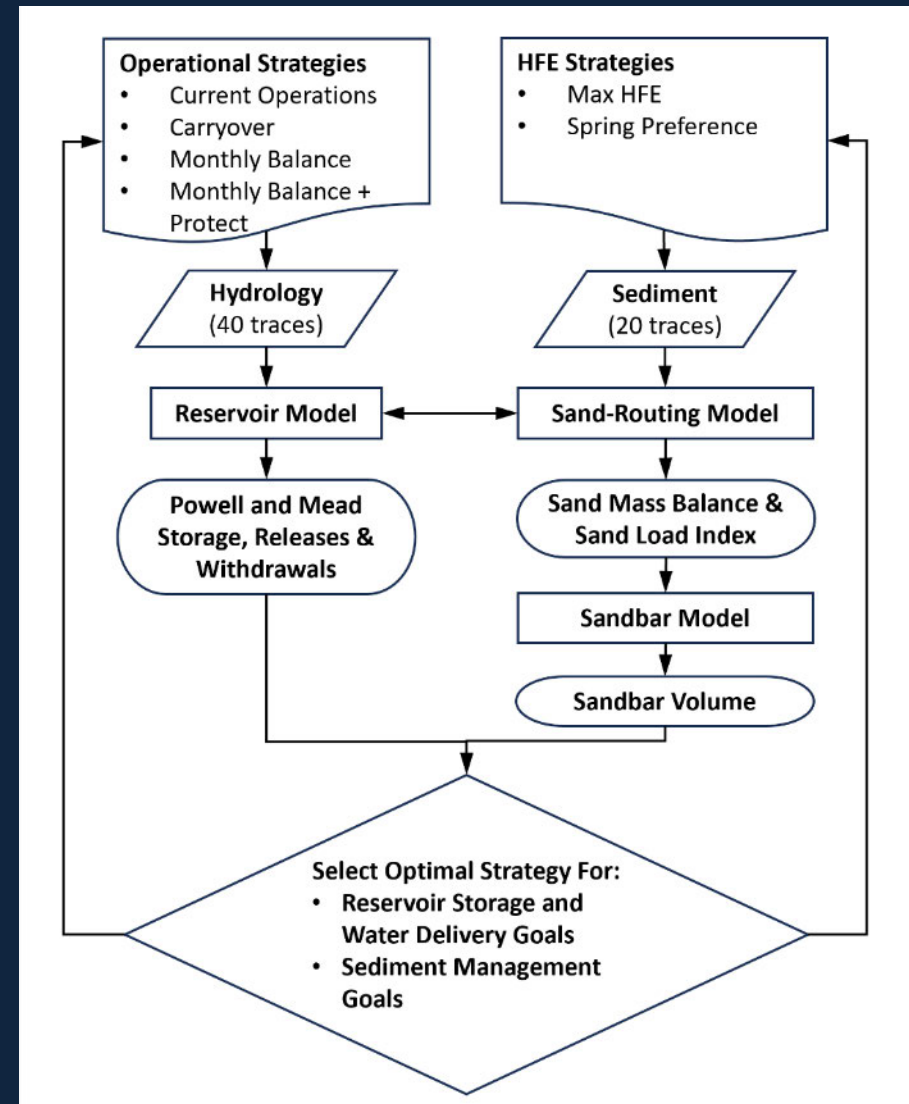 Operational Strategies
• Current Operations
• Carryover
• Monthly Balance
• Monthly Balance +
Protect
HFE Strategies
• Max HFE
• Spring Preference
Hydrology
(40 traces)
Sediment
(20 traces)
Reservoir Model
Sand-Routing Model
Powell and Mead
Storage, Releases &
Withdrawals
Sand Mass Balance &
Sand Load Index
Sandbar Model
Sandbar Volume
Select Optimal Strategy For:
• Reservoir Storage and
Water Delivery Goals
• Sediment Management
Goals